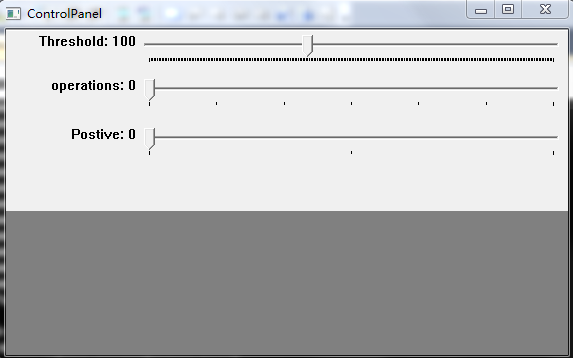 ControlPanel
Threshold: 100
operations: 0
Postive: 0